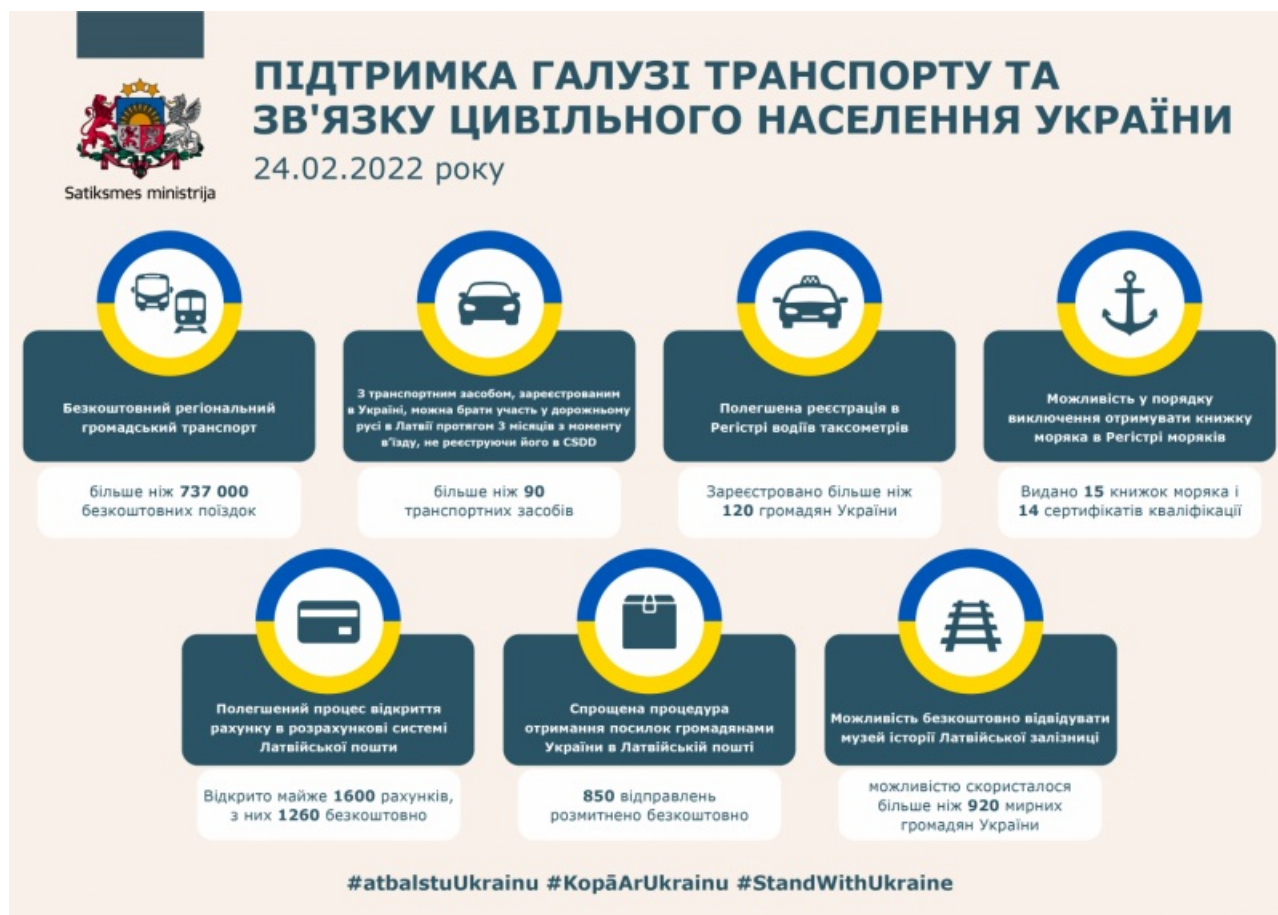 ПІДТРИМКА ГАЛУЗІ ТРАНСПОРТУ ТА
ЗВ'ЯЗКУ ЦИВІЛЬНОГО НАСЕЛЕННЯ УКРАЇНИ
24.02.2022 року
Satiksmes ministrija
Безкоштовний регіональний
громадський транспорт
більше ніж 737 000
безкоштовних поїздок
З транспортним засобом, зареєстрованим
в Україні, можна брати участь у дорожньому
русі в Латвії протягом 3 місяців з моменту
в'їзду, не реєструючи його в CSDD
більше ніж 90
транспортних засобів
Полегшена реєстрація в
Регістрі водіїв таксометрів
Зареєстровано більше ніж
120 громадян України
Можливість у порядку
виключення отримувати книжку
моряка в Регістрі моряків
Видано 15 книжок моряка і
14 сертифікатів кваліфікації
Полегшений процес відкриття
рахунку в розрахункові системі
Латвійської пошти
Відкрито майже 1600 рахунків,
з них 1260 безкоштовно
Спрощена процедура
отримання посилок громадянами
України в Латвійській пошті
850 відправлень
розмитнено безкоштовно
Можливість безкоштовно відвідувати
музей історії Латвійської залізниці
можливістю скористалося
більше ніж 920 мирних
громадян України
#atbalstuUkrainu #KopāArUkrainu #StandWithUkraine